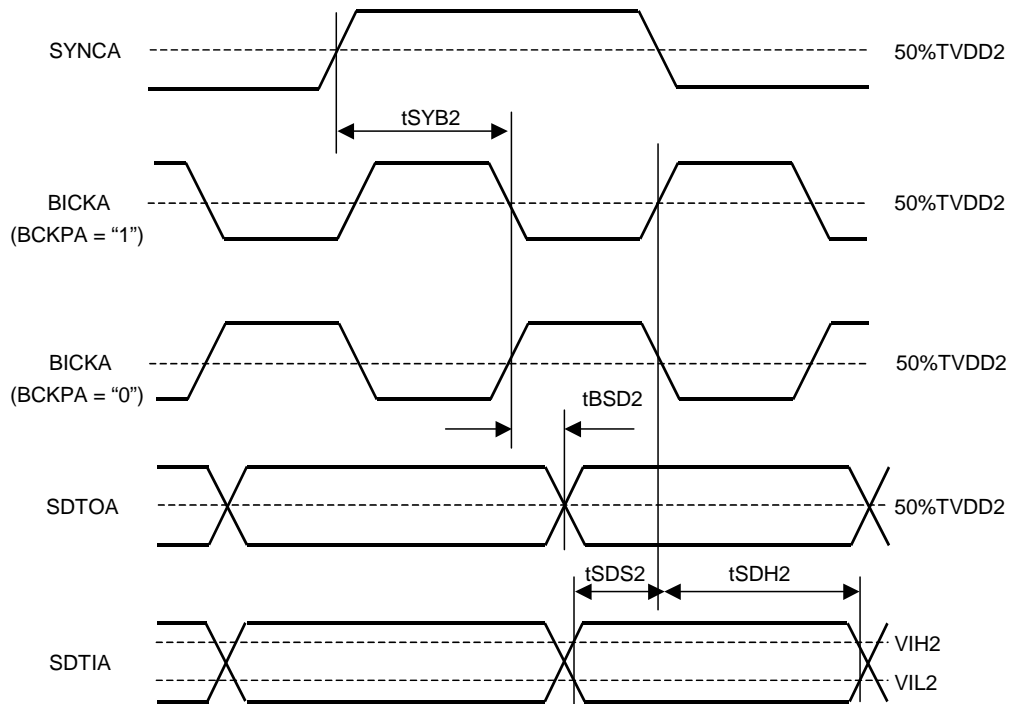 SYNCA
50%TVDD2
tSYB2
BICKA
(BCKPA = “1”)
50%TVDD2
BICKA
(BCKPA = “0”)
50%TVDD2
tBSD2
SDTOA
50%TVDD2
tSDS2
tSDH2
SDTIA
VIH2
VIL2